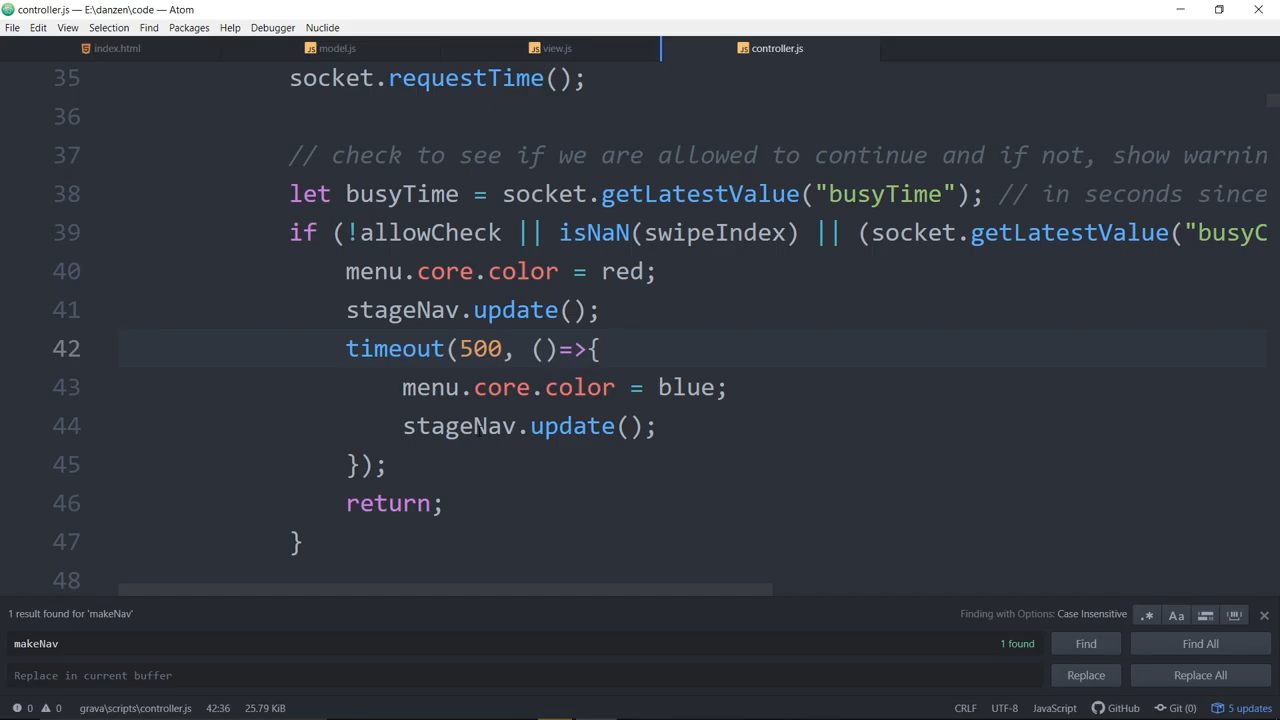 controller.js — E:\danzen\code — Atom
File Edit View Selection Find Packages Help Debugger Nuclide
index.html model.js view.js controller.js
35 socket.requestTime();
36
37 // check to see if we are allowed to continue and if not, show warnin
38 let busyTime = socket.getLatestValue("busyTime"); // in seconds since
39 if (!allowCheck || isNaN(swipeIndex) || (socket.getLatestValue("busyC
40 menu.core.color = red;
41 stageNav.update();
42 timeout(500, ()=>{
43 menu.core.color = blue;
44 stageNav.update();
45 });
46 return;
47 }
48
1 result found for 'makeNav' Finding with Options: Case Insensitive .* Aa
makeNav 1 found Find Find All
Replace in current buffer Replace Replace All
0 0 grava\scripts\controller.js 42:36 25.79 KiB CRLF UTF-8 JavaScript GitHub Git (0) 5 updates